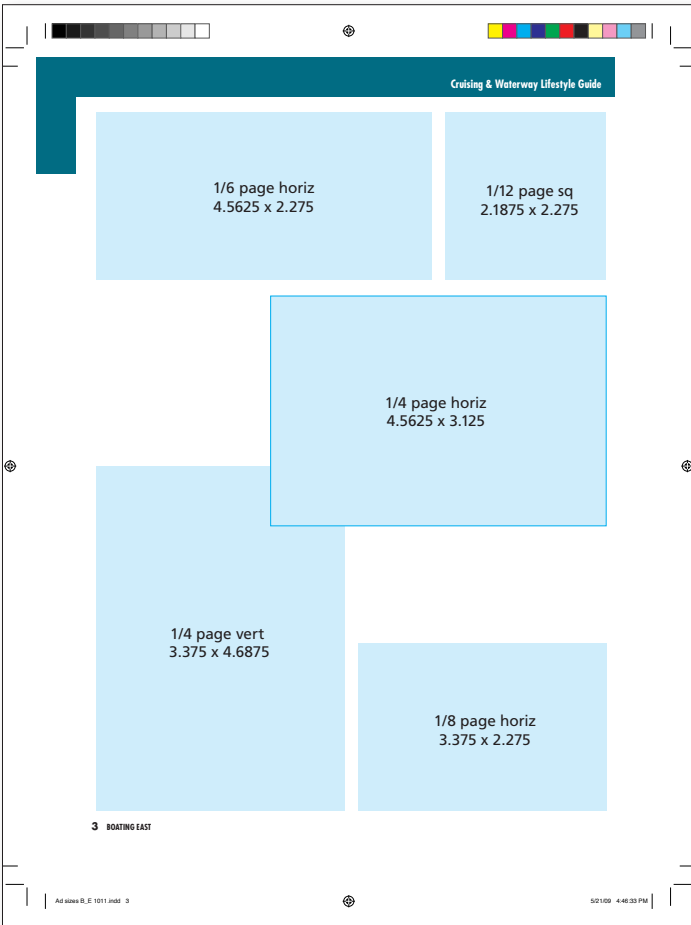 Cruising & Waterway Lifestyle Guide
1/6 page horiz
4.5625 x 2.275
1/12 page sq
2.1875 x 2.275
1/4 page horiz
4.5625 x 3.125
1/4 page vert
3.375 x 4.6875
1/8 page horiz
3.375 x 2.275
3 BOATING EAST
Ad sizes B_E 1011.indd 3
5/21/09 4:46:33 PM